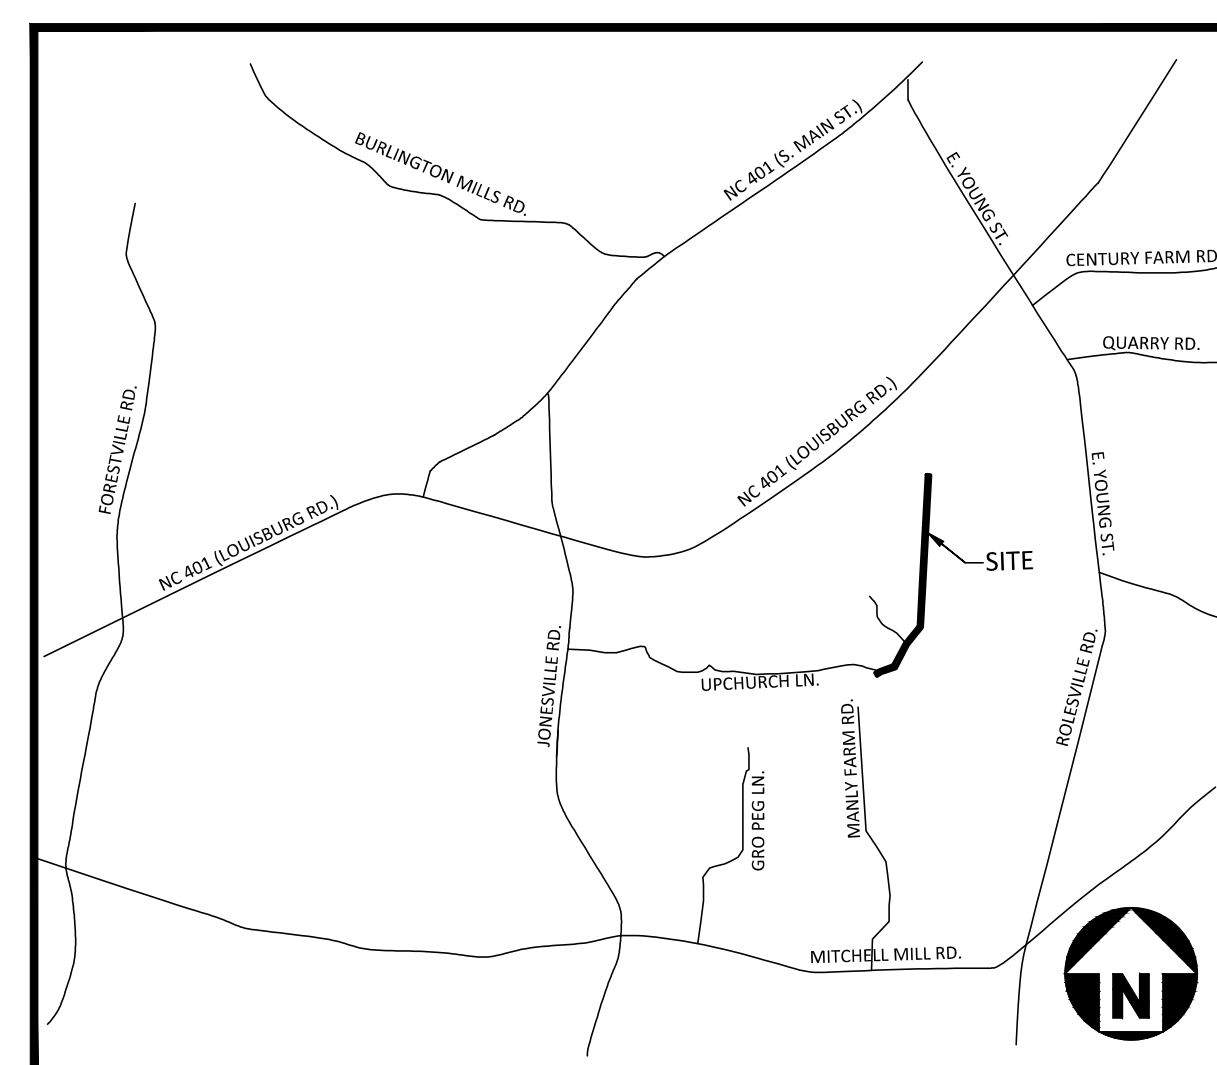 BURLINGTON MILLS RD.
NC 401 (S. MAIN ST.)
E. YOUNG ST.
CENTURY FARM RD
QUARRY RD.
FORESTVILLE RD.
NC 401 (LOUISBURG RD.)
NC 401 (LOUISBURG RD.)
E. YOUNG ST.
SITE
JONESVILLE RD.
UPCHURCH LN.
ROLESVILLE RD.
MANLY FARM RD.
GRO PEG LN.
MITCHELL MILL RD.
N